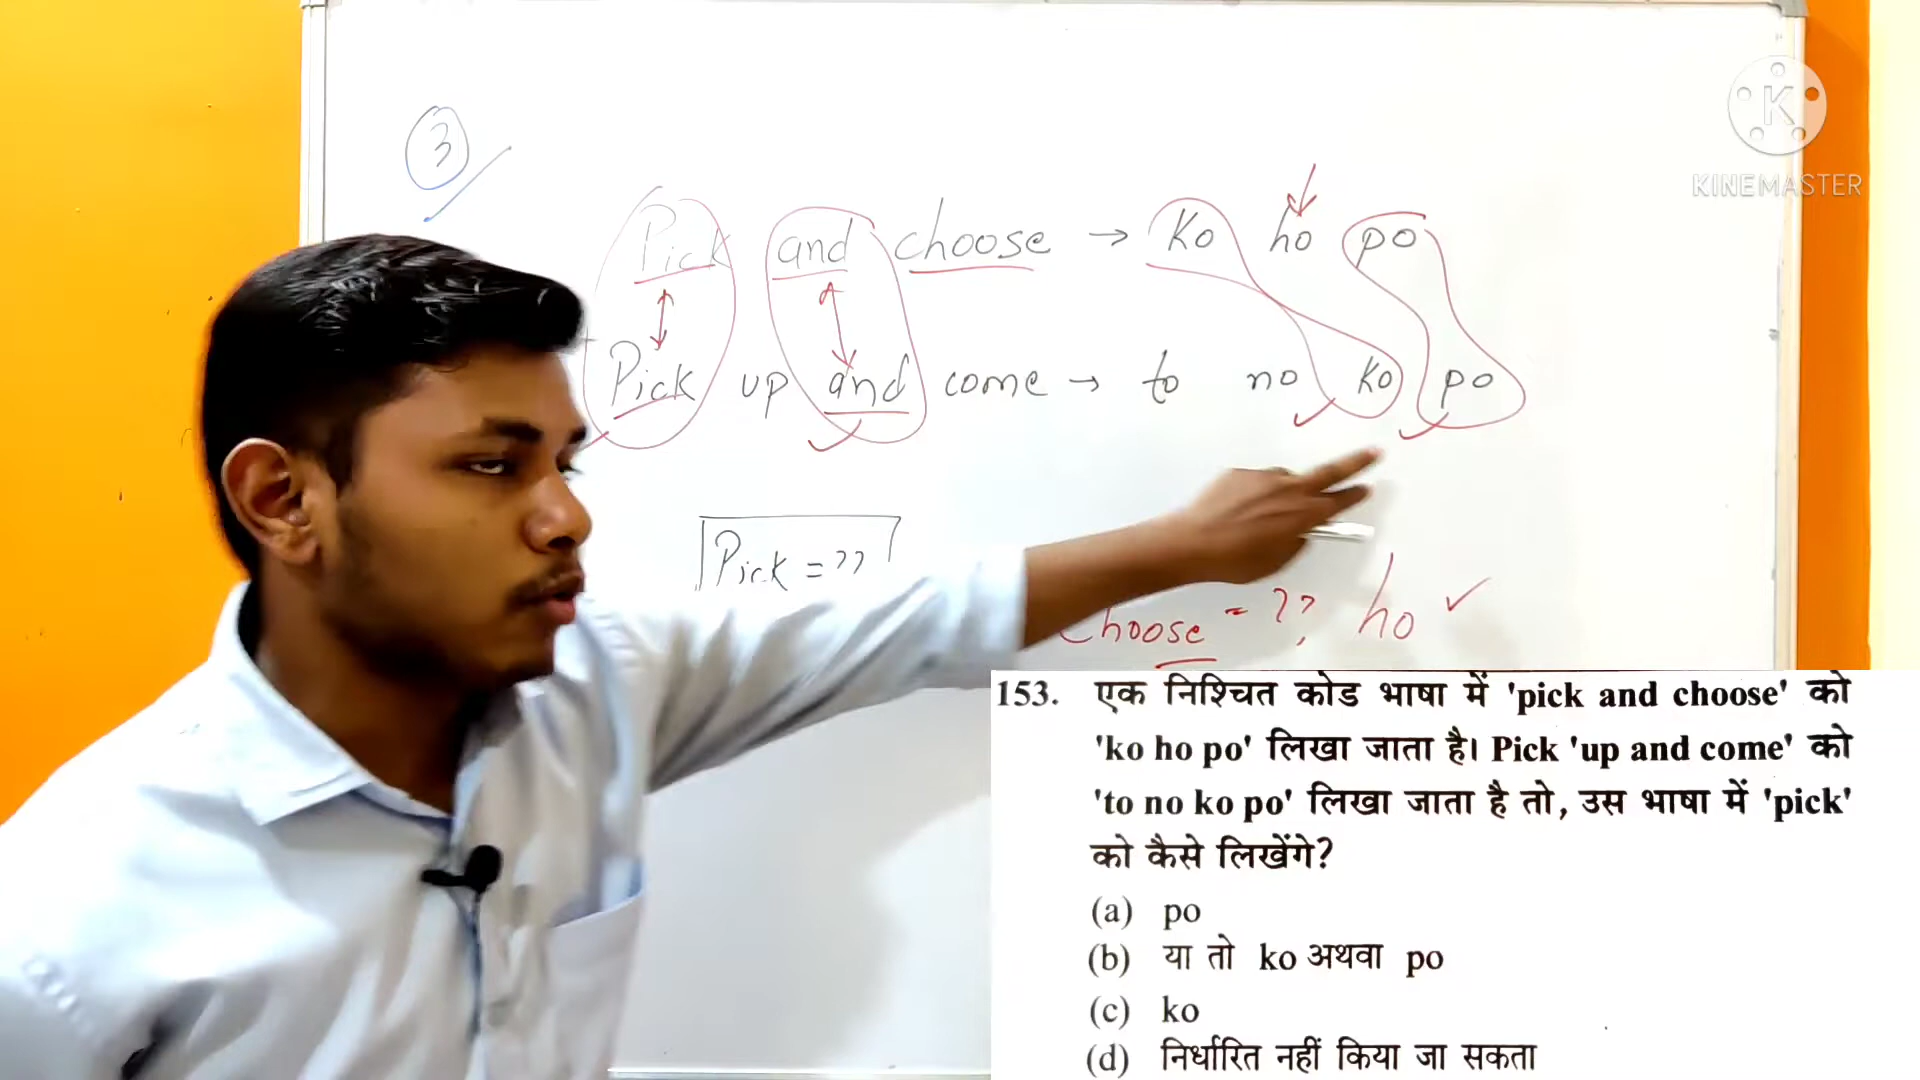 3
KINEMASTER
Pick and choose → Ko ho po
Pick up and come → to no Ko po
Pick = ??
Choose = ?? ho ✓
153. एक निश्चित कोड भाषा में 'pick and choose' को
'ko ho po' लिखा जाता है। Pick 'up and come' को
'to no ko po' लिखा जाता है तो, उस भाषा में 'pick'
को कैसे लिखेंगे?
(a) po
(b) या तो ko अथवा po
(c) ko
(d) निर्धारित नहीं किया जा सकता